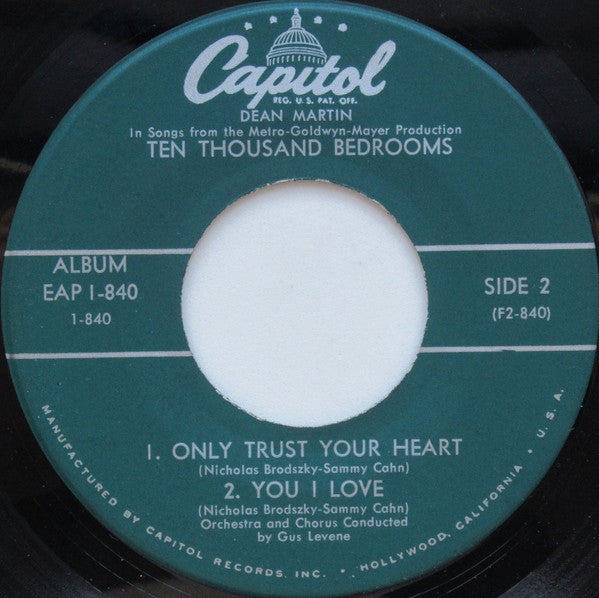 Capitol
REG. U.S. PAT. OFF.
DEAN MARTIN
In Songs from the Metro-Goldwyn-Mayer Production
TEN THOUSAND BEDROOMS
ALBUM
EAP 1-840
1-840
SIDE 2
(F2-840)
1. ONLY TRUST YOUR HEART
(Nicholas Brodszky-Sammy Cahn)
2. YOU I LOVE
(Nicholas Brodszky-Sammy Cahn)
Orchestra and Chorus Conducted
by Gus Levene
MANUFACTURED BY CAPITOL RECORDS, INC. • HOLLYWOOD, CALIFORNIA • U.S.A.